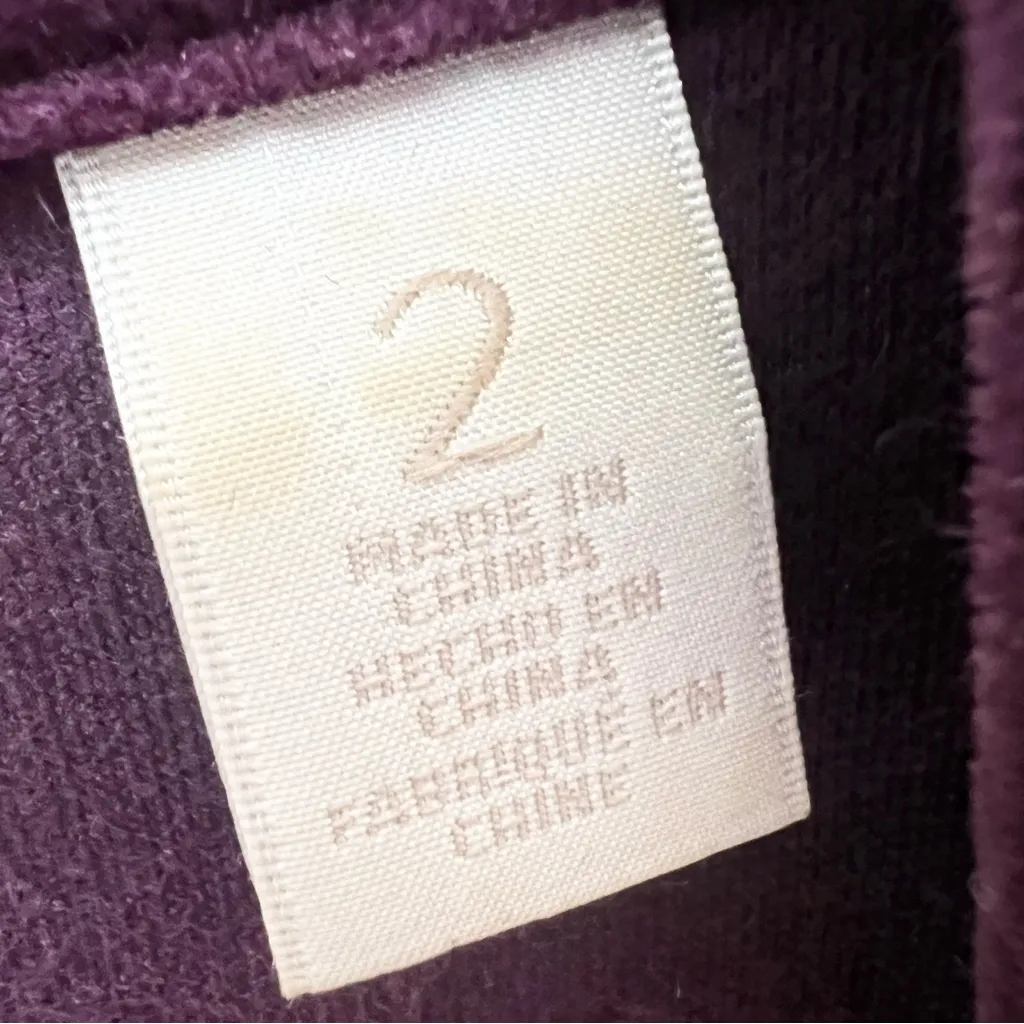 2
MADE IN
CHINA
HECHO EN
CHINA
FABRIQUE EN
CHINE